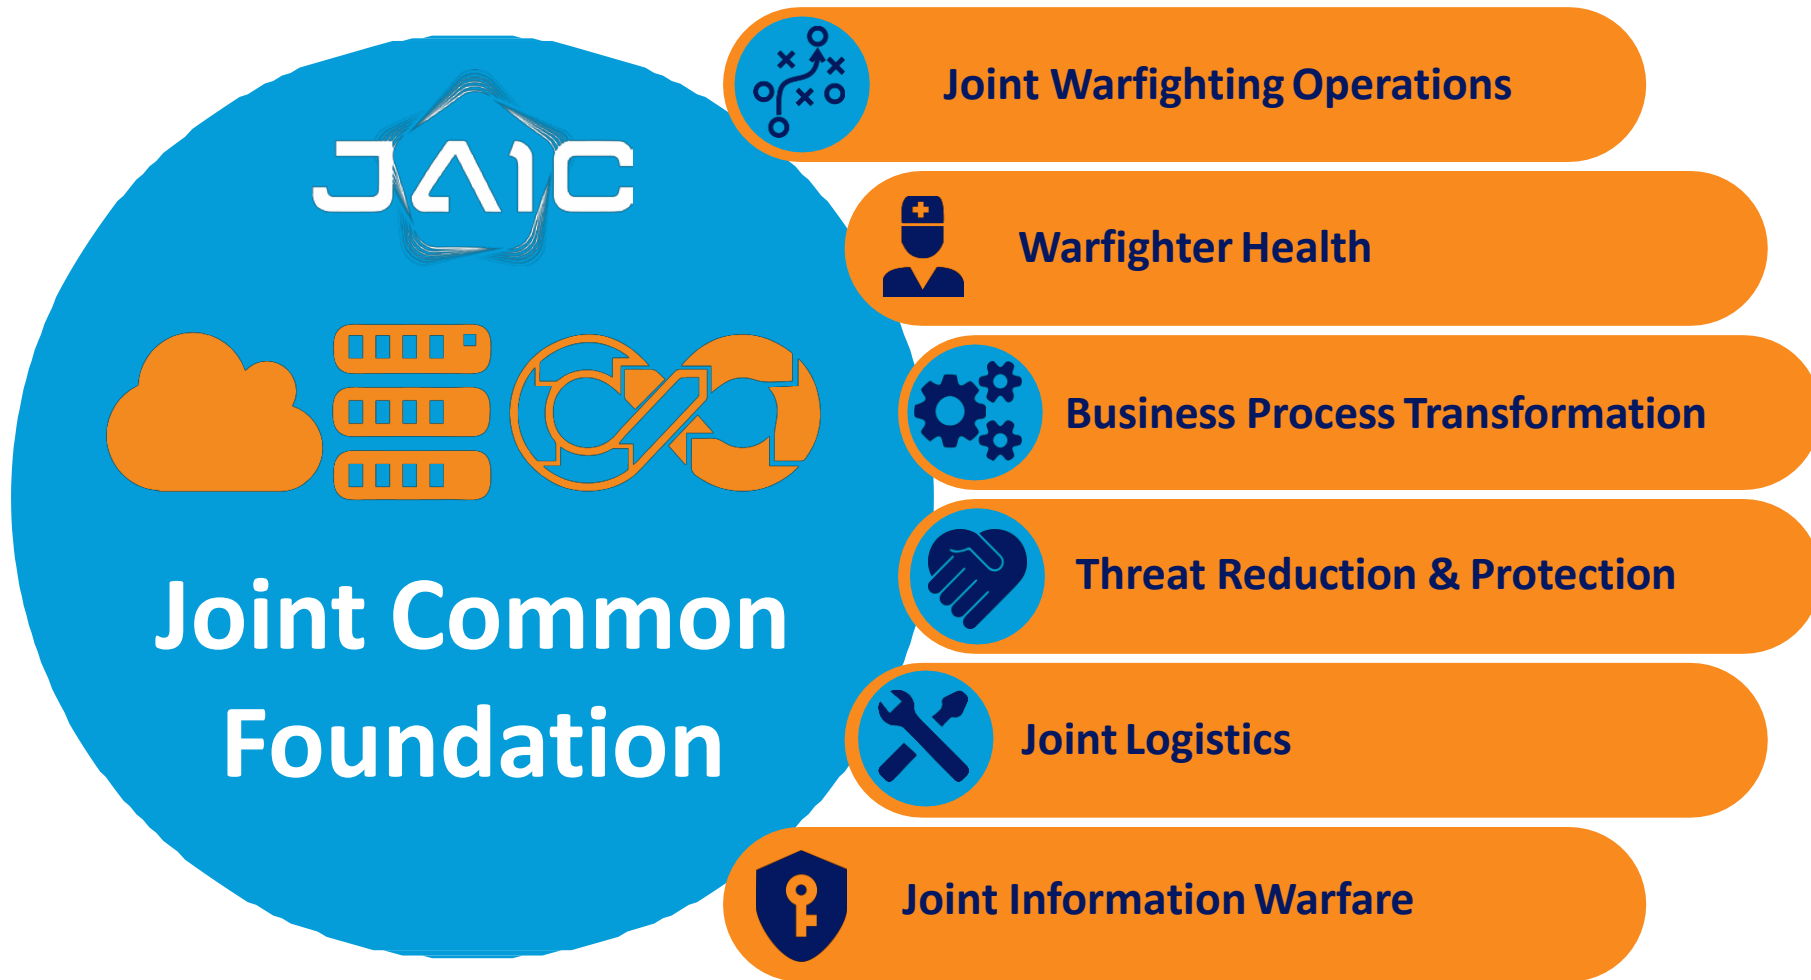 JAIC
Joint Common
Foundation
Joint Warfighting Operations
Warfighter Health
Business Process Transformation
Threat Reduction & Protection
Joint Logistics
Joint Information Warfare